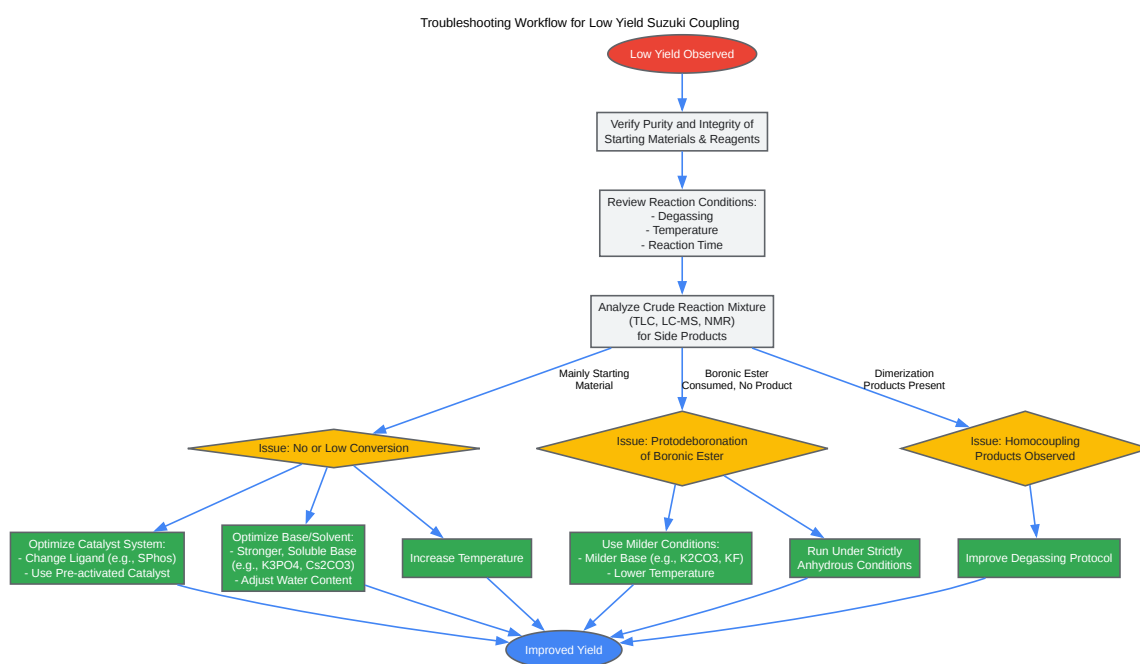 Troubleshooting Workflow for Low Yield Suzuki Coupling
Low Yield Observed
Verify Purity and Integrity of
Starting Materials & Reagents
Review Reaction Conditions:
- Degassing
- Temperature
- Reaction Time
Analyze Crude Reaction Mixture
(TLC, LC-MS, NMR)
for Side Products
Mainly Starting
Material
Boronic Ester
Consumed, No Product
Dimerization
Products Present
Issue: No or Low Conversion
Issue: Protodeboronation
of Boronic Ester
Issue: Homocoupling
Products Observed
Optimize Catalyst System:
- Change Ligand (e.g., SPhos)
- Use Pre-activated Catalyst
Optimize Base/Solvent:
- Stronger, Soluble Base
(e.g., K3PO4, Cs2CO3)
- Adjust Water Content
Increase Temperature
Use Milder Conditions:
- Milder Base (e.g., K2CO3, KF)
- Lower Temperature
Run Under Strictly
Anhydrous Conditions
Improve Degassing Protocol
Improved Yield